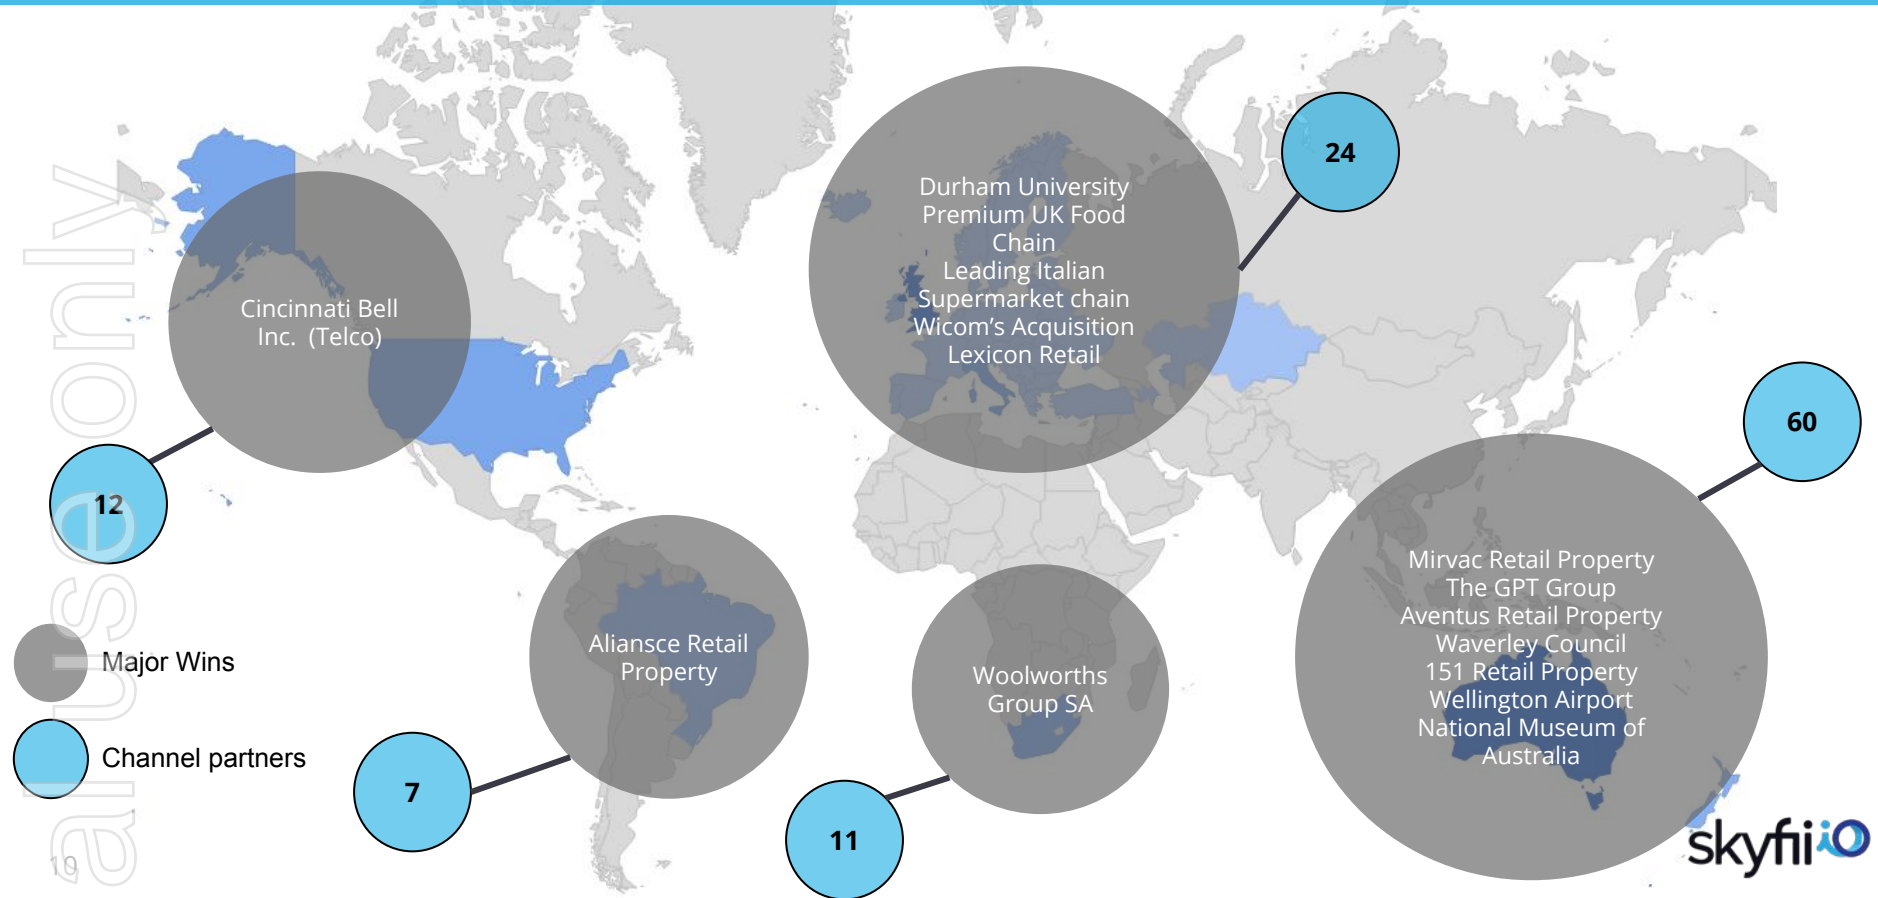 Durham University
Premium UK Food
Chain
Leading Italian
Supermarket chain
Wicom's Acquisition
Lexicon Retail
24
Cincinnati Bell
Inc. (Telco)
12
60
Mirvac Retail Property
The GPT Group
Aventus Retail Property
Waverley Council
151 Retail Property
Wellington Airport
National Museum of
Australia
Aliansce Retail
Property
7
Woolworths
Group SA
11
Major Wins
Channel partners
al use only
10
skyfii iO